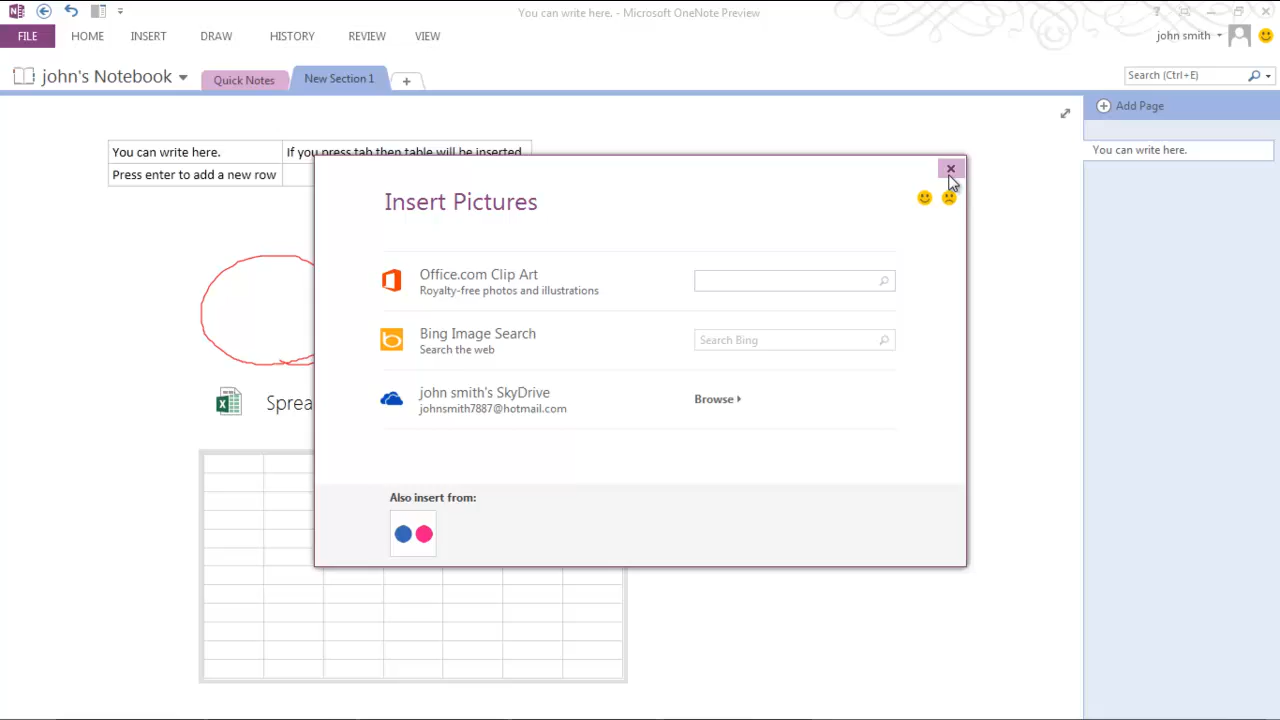 You can write here. - Microsoft OneNote Preview
FILE HOME INSERT DRAW HISTORY REVIEW VIEW
john smith
john's Notebook Quick Notes New Section 1
Search (Ctrl+E)
Add Page
You can write here.
You can write here. If you press tab then table will be inserted
Press enter to add a new row
Insert Pictures
Office.com Clip Art
Royalty-free photos and illustrations
Bing Image Search
Search the web
Search Bing
john smith's SkyDrive
johnsmith7887@hotmail.com
Browse
Sprea
Also insert from: